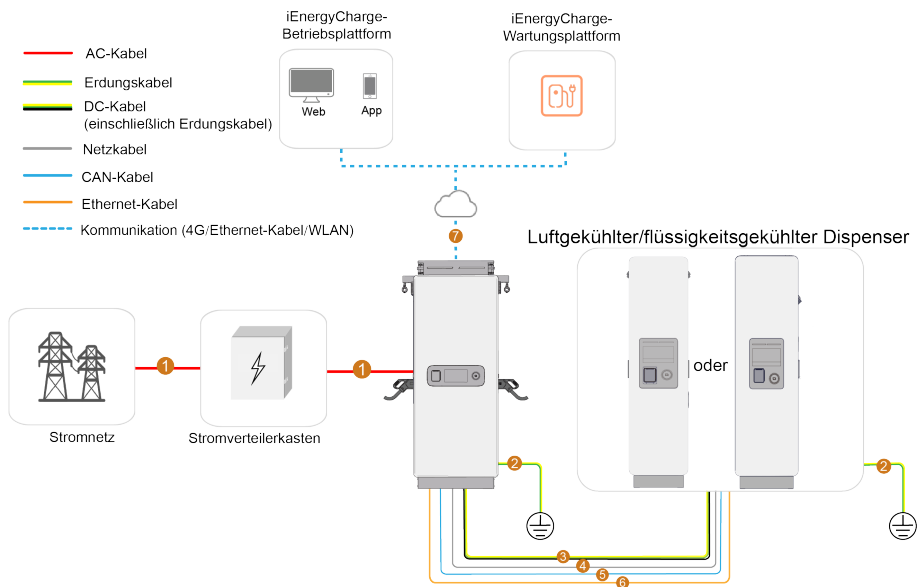 iEnergyCharge-
Betriebsplattform
iEnergyCharge-
Wartungsplattform
AC-Kabel
Erdungskabel
DC-Kabel
(einschließlich Erdungskabel)
Netzkabel
CAN-Kabel
Ethernet-Kabel
Kommunikation (4G/Ethernet-Kabel/WLAN)
Web
App
7
Luftgekühlter/flüssigkeitsgekühlter Dispenser
oder
1
1
Stromnetz
Stromverteilerkasten
2
2
3
4
5
6